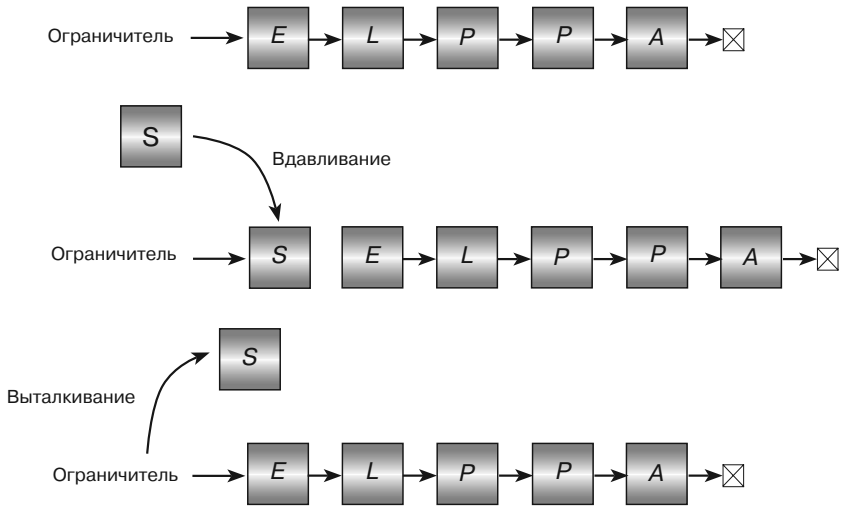 Ограничитель E L P P A
S
Вдавливание
Ограничитель S E L P P A
S
Выталкивание
Ограничитель E L P P A